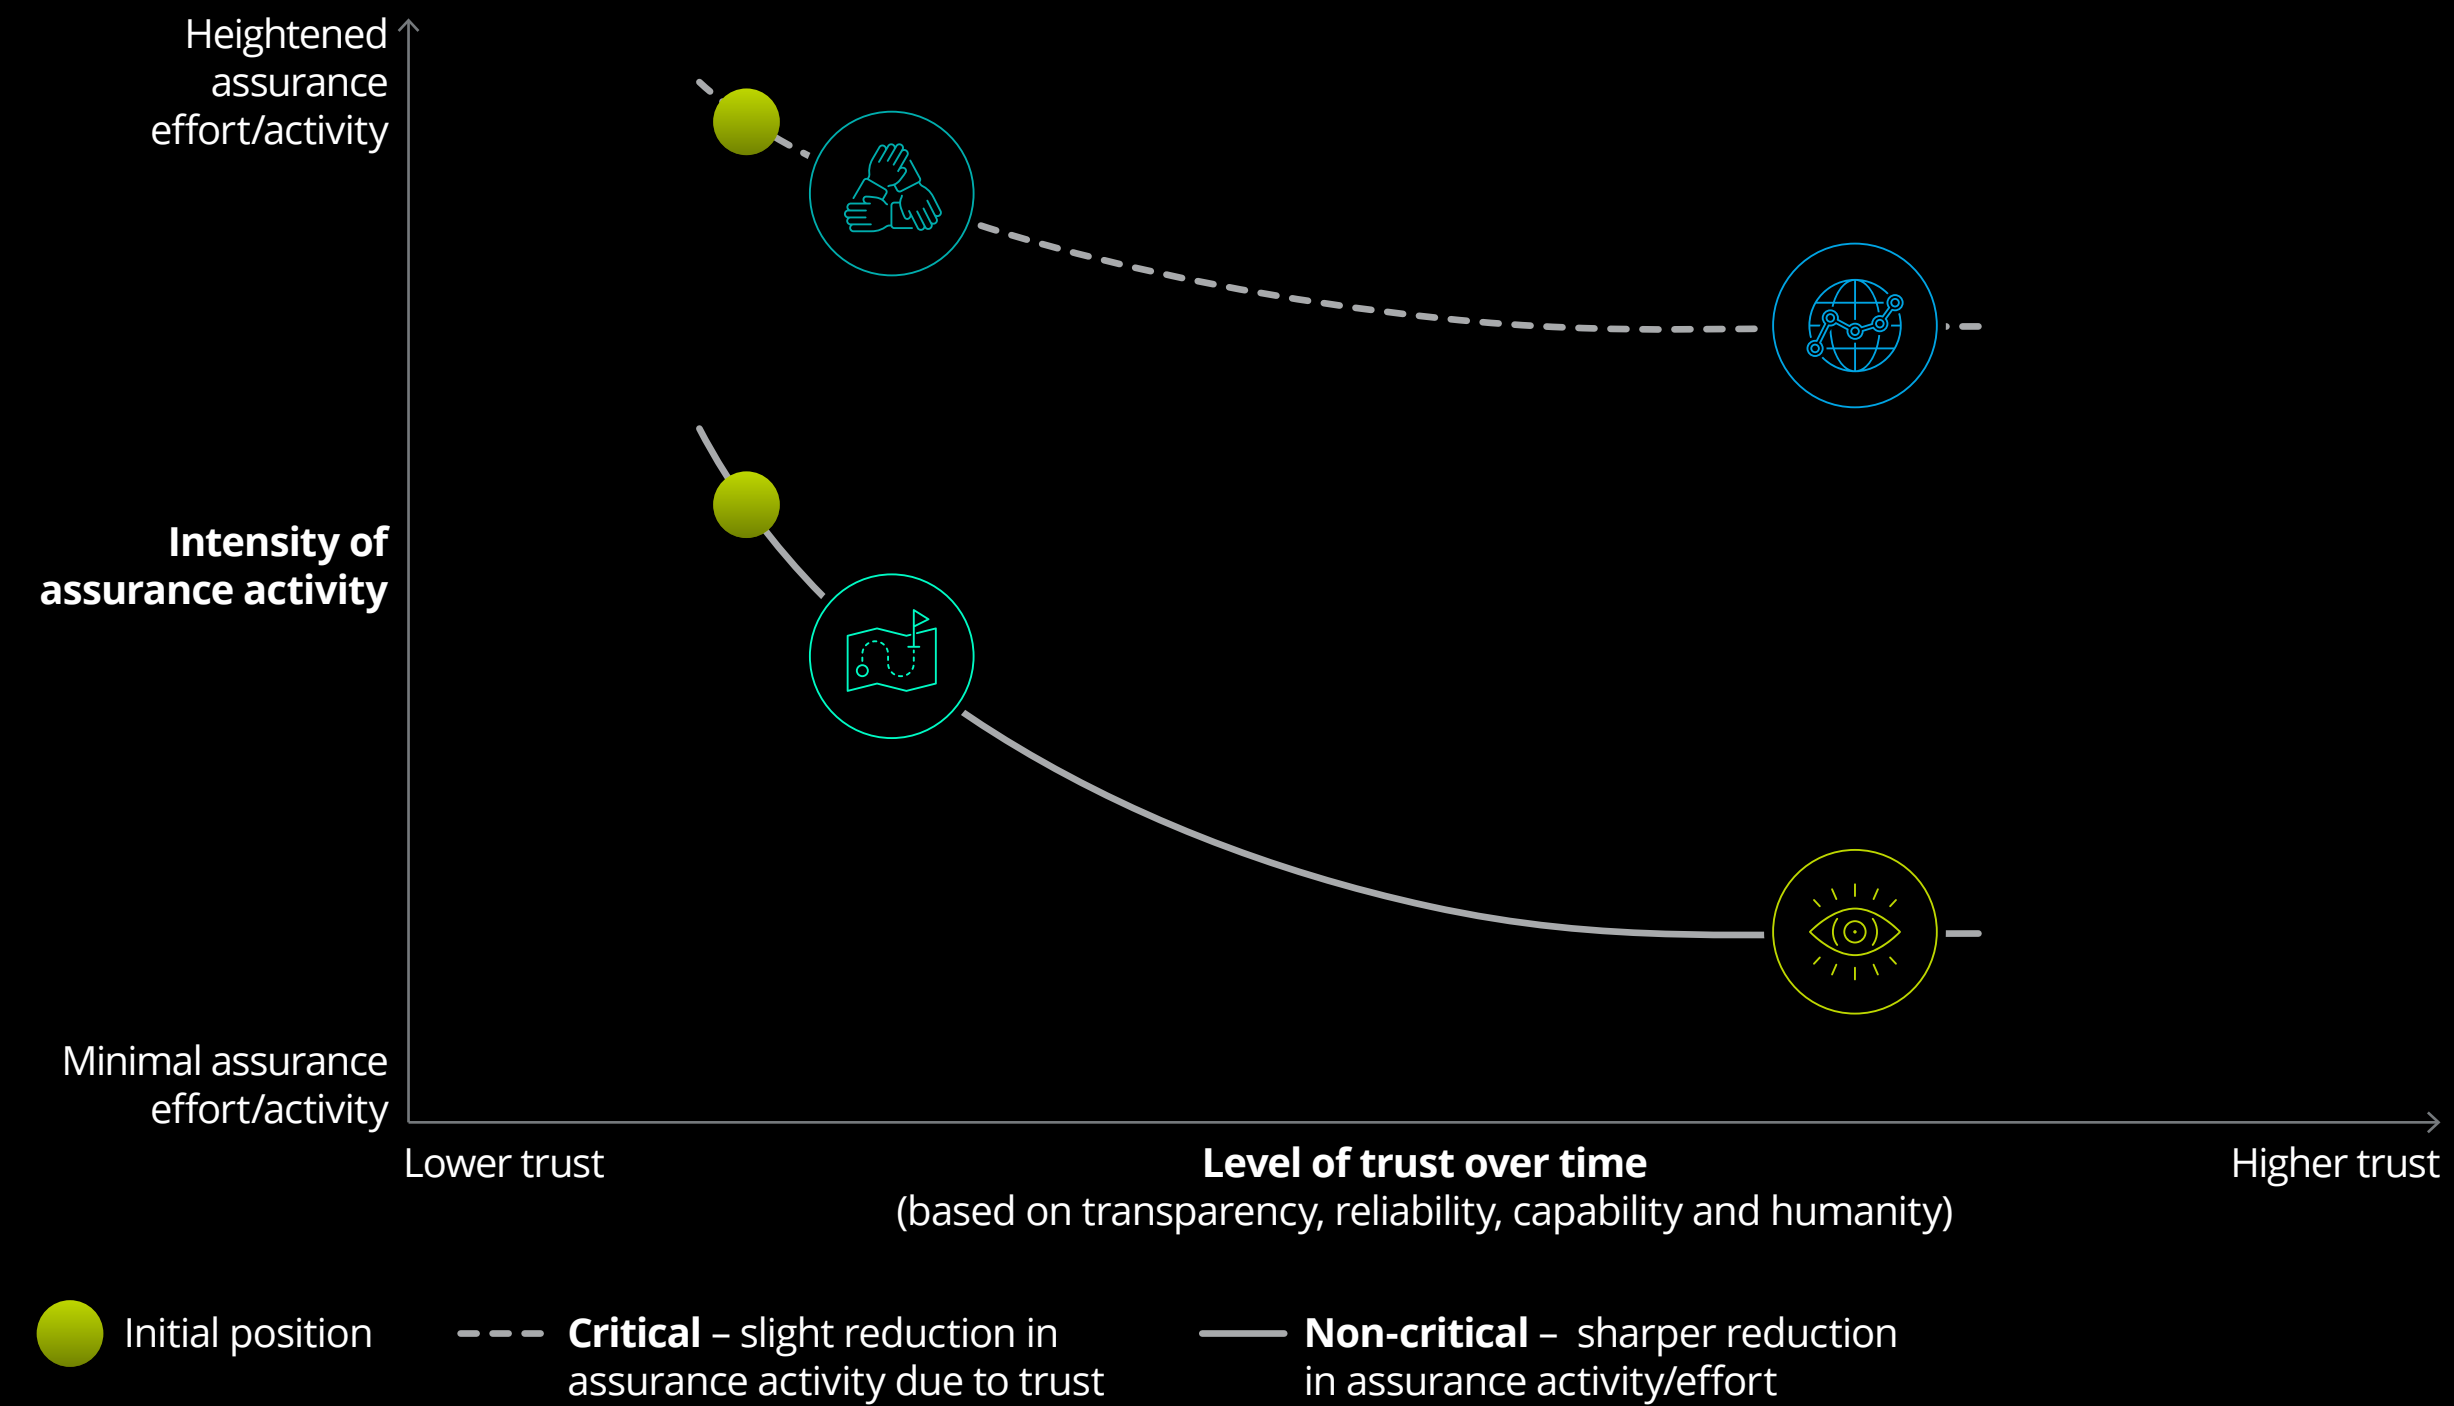 Heightened
assurance
effort/activity
Intensity of
assurance activity
Minimal assurance
effort/activity
Lower trust
Level of trust over time
Higher trust
(based on transparency, reliability, capability and humanity)
Initial position
Critical – slight reduction in
assurance activity due to trust
Non-critical – sharper reduction
in assurance activity/effort